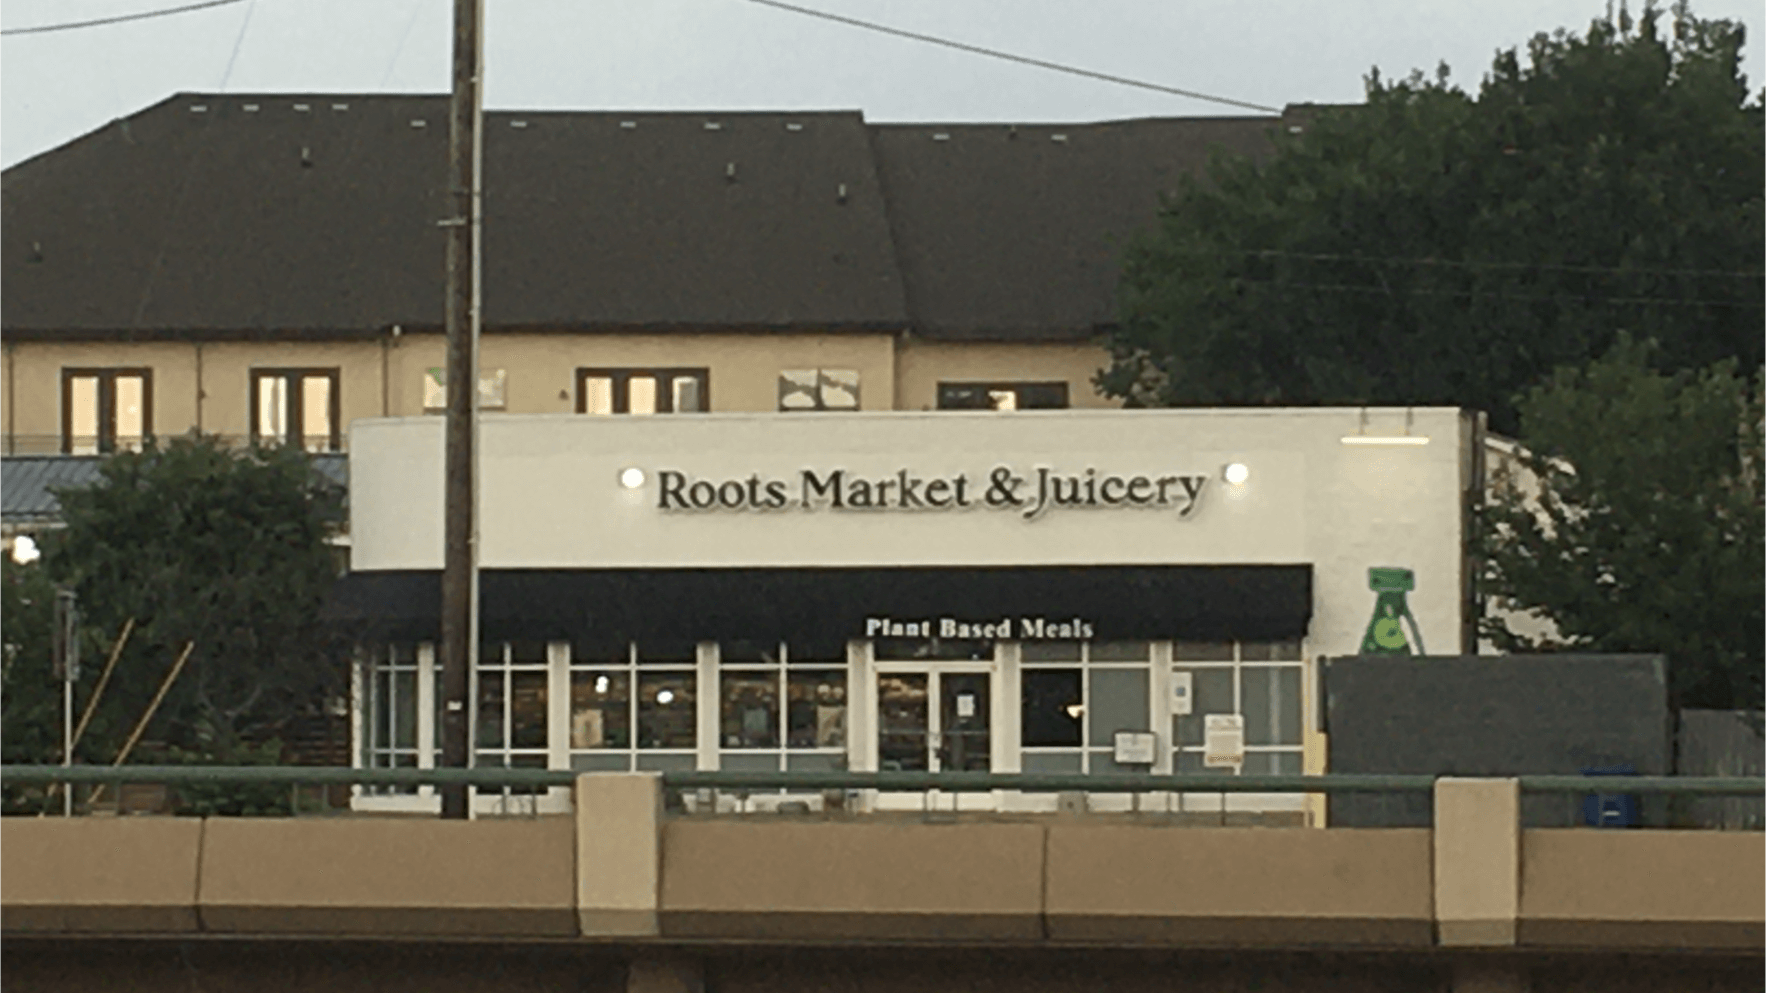 Roots Market & Juicery
Plant Based Meals